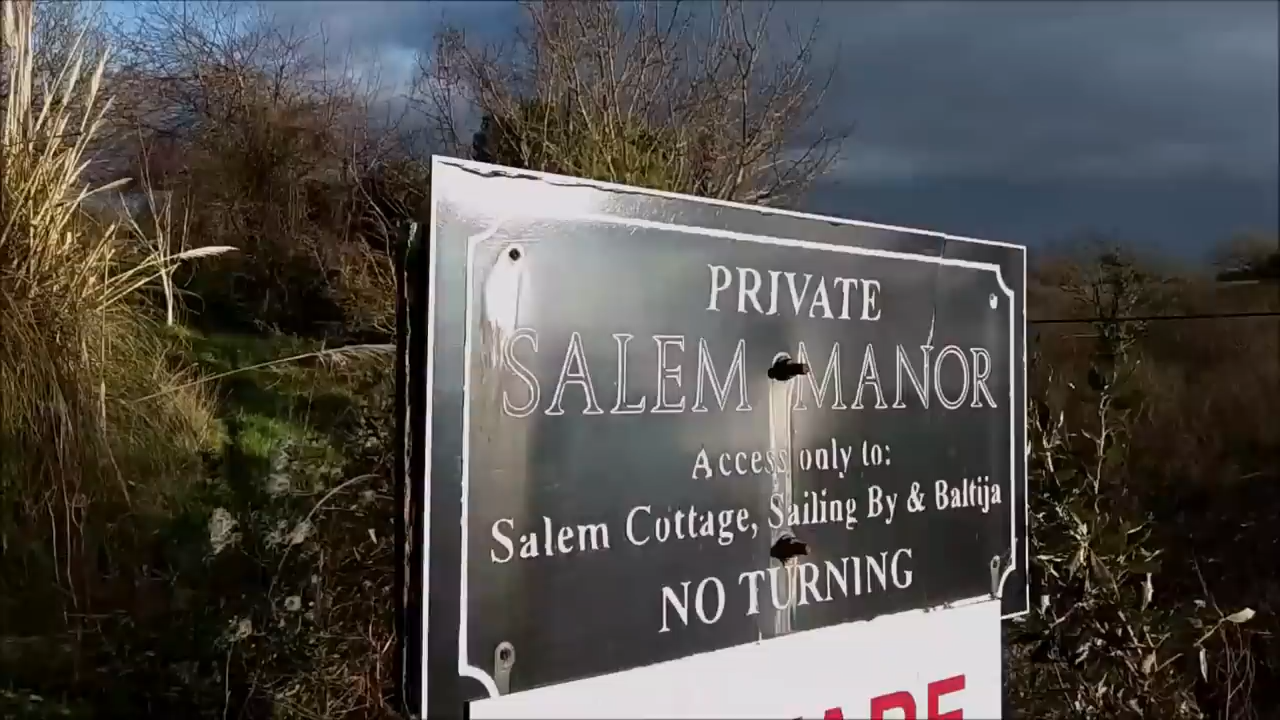 PRIVATE
SALEM MANOR
Access only to:
Salem Cottage, Sailing By & Baltija
NO TURNING